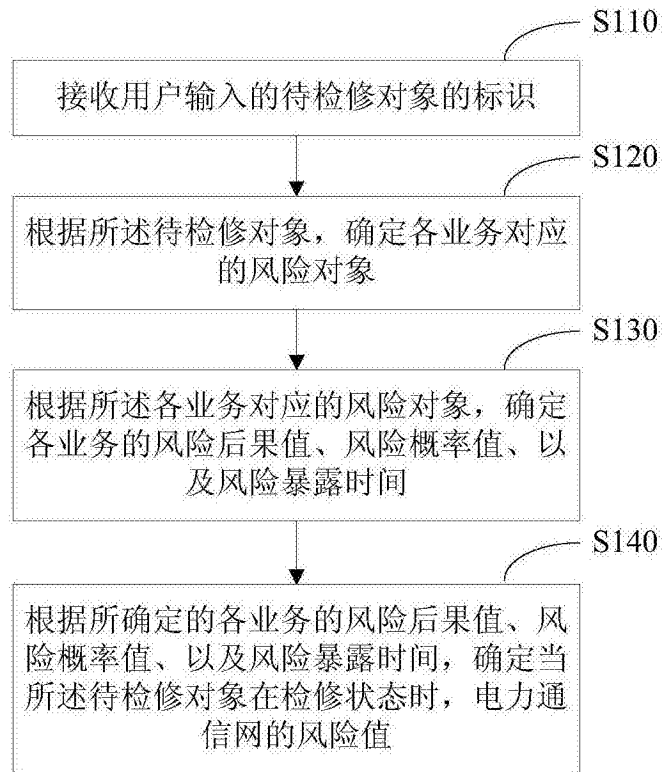 S110
接收用户输入的待检修对象的标识
S120
根据所述待检修对象，确定各业务对应
的风险对象
S130
根据所述各业务对应的风险对象，确定
各业务的风险后果值、风险概率值、以
及风险暴露时间
S140
根据所确定的各业务的风险后果值、风
险概率值、以及风险暴露时间，确定当
所述待检修对象在检修状态时，电力通
信网的风险值